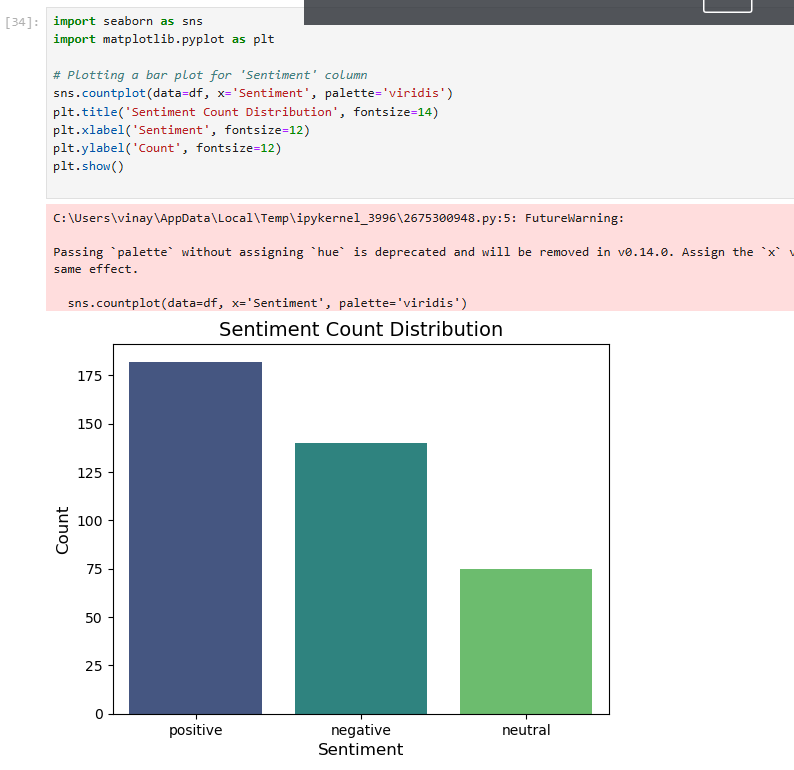 [34]:
import seaborn as sns
import matplotlib.pyplot as plt
# Plotting a bar plot for 'Sentiment' column
sns.countplot(data=df, x='Sentiment', palette='viridis')
plt.title('Sentiment Count Distribution', fontsize=14)
plt.xlabel('Sentiment', fontsize=12)
plt.ylabel('Count', fontsize=12)
plt.show()
C:\Users\vinay\AppData\Local\Temp\ipykernel_3996\2675300948.py:5: FutureWarning:
Passing `palette` without assigning `hue` is deprecated and will be removed in v0.14.0. Assign the `x`
same effect.
sns.countplot(data=df, x='Sentiment', palette='viridis')
Sentiment Count Distribution
175
150
125
100
75
50
25
0
Count
positive negative neutral
Sentiment